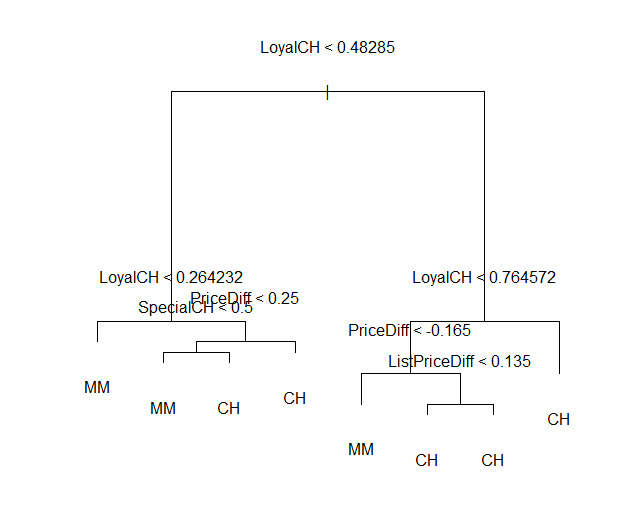 LoyalCH < 0.48285
LoyalCH < 0.264232
LoyalCH < 0.764572
PriceDiff < 0.25
SpecialCH < 0.5
PriceDiff < -0.165
ListPriceDiff < 0.135
MM
CH
MM
CH
CH
MM
CH
CH